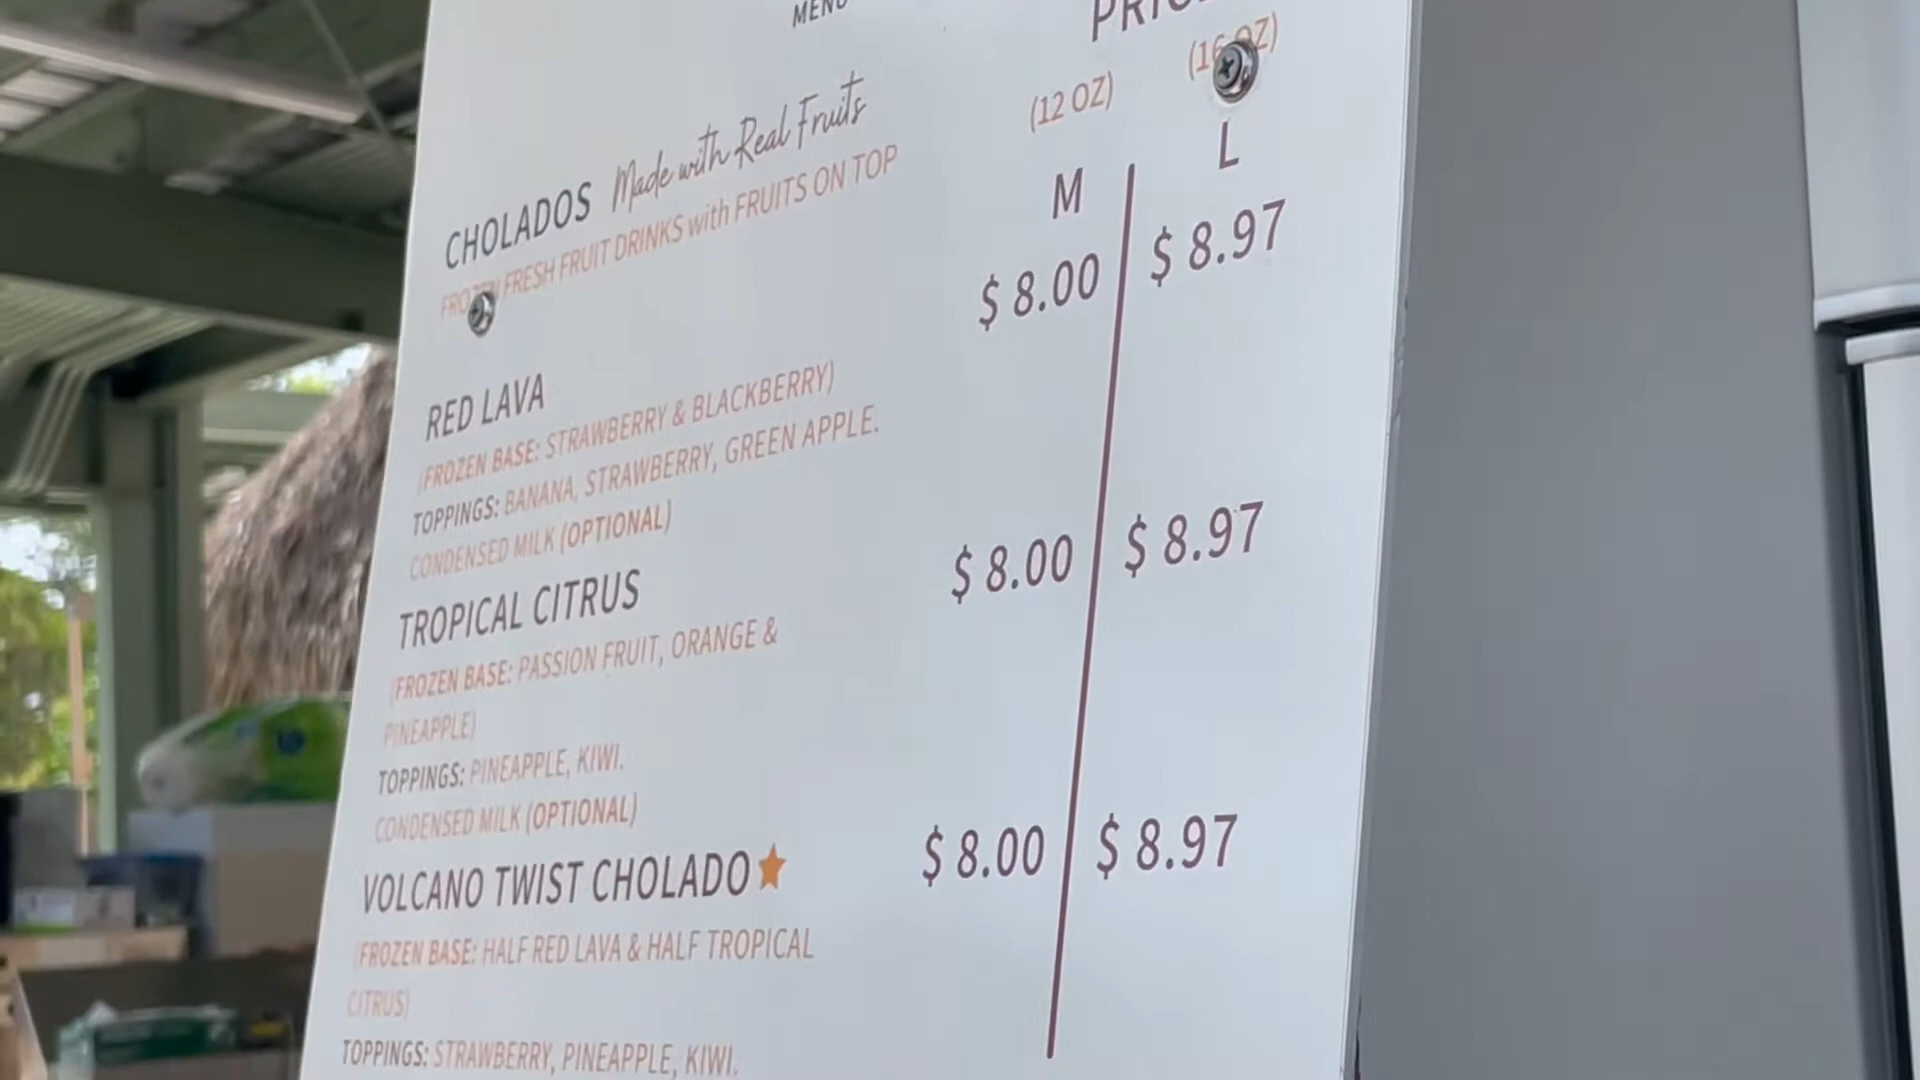 MENU
(12 OZ)
M
L
CHOLADOS Made with Real Fruits
FROZEN FRESH FRUIT DRINKS with FRUITS ON TOP
$ 8.00 $ 8.97
RED LAVA
(FROZEN BASE: STRAWBERRY & BLACKBERRY)
TOPPINGS: BANANA, STRAWBERRY, GREEN APPLE.
CONDENSED MILK (OPTIONAL)
$ 8.00 $ 8.97
TROPICAL CITRUS
(FROZEN BASE: PASSION FRUIT, ORANGE &
PINEAPPLE)
TOPPINGS: PINEAPPLE, KIWI.
CONDENSED MILK (OPTIONAL)
$ 8.00 $ 8.97
VOLCANO TWIST CHOLADO
(FROZEN BASE: HALF RED LAVA & HALF TROPICAL
CITRUS)
TOPPINGS: STRAWBERRY, PINEAPPLE, KIWI.